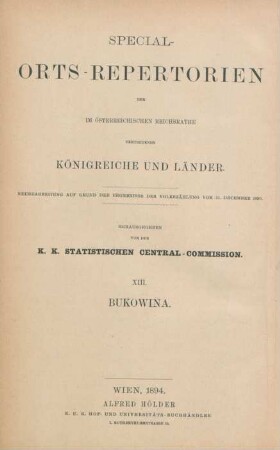 SPECIAL-
ORTS-REPERTORIEN
DER
IM ÖSTERREICHISCHEN REICHSRATHE
VERTRETENEN
KÖNIGREICHE UND LÄNDER.
NEUBEARBEITUNG AUF GRUND DER ERGEBNISSE DER VOLKSZÄHLUNG VOM 31. DECEMBER 1890.
HERAUSGEGEBEN
VON DER
K. K. STATISTISCHEN CENTRAL-COMMISSION.
XIII.
BUKOWINA.
WIEN, 1894.
ALFRED HÖLDER
K. U. K. HOF- UND UNIVERSITÄTS-BUCHHÄNDLER
I. ROTHENTHURMSTRASSE 15.